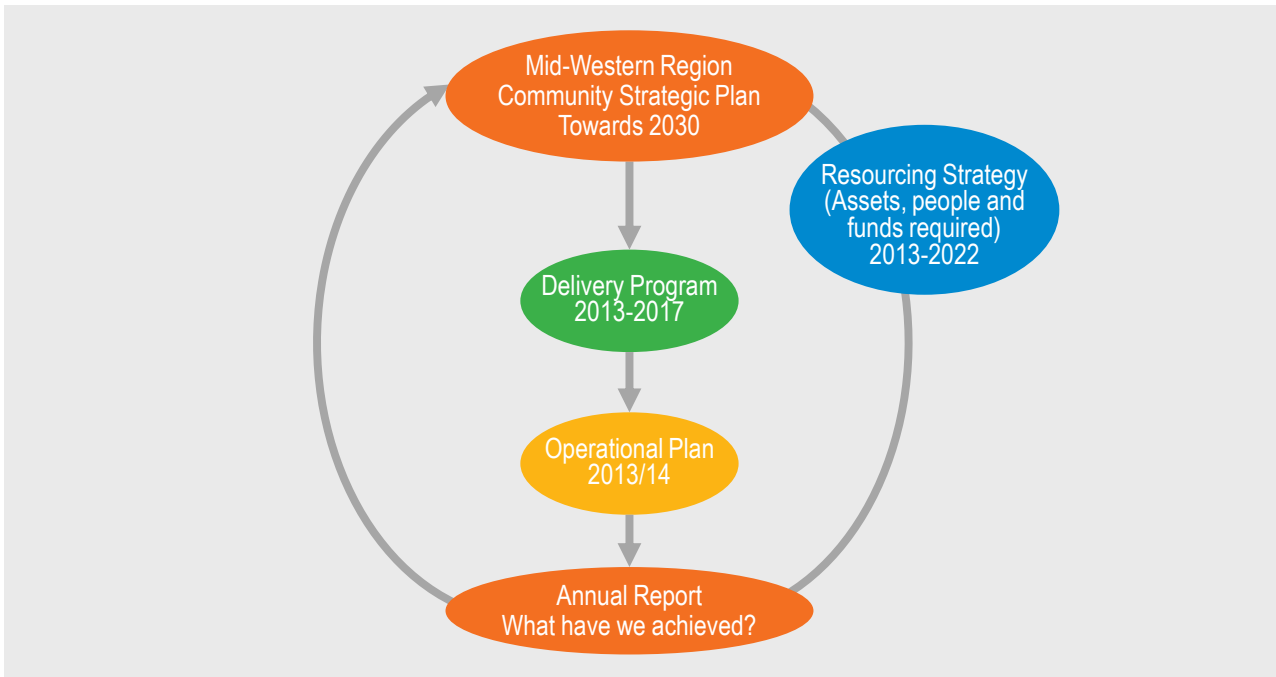 Mid-Western Region
Community Strategic Plan
Towards 2030
Resourcing Strategy
(Assets, people and
funds required)
2013-2022
Delivery Program
2013-2017
Operational Plan
2013/14
Annual Report
What have we achieved?